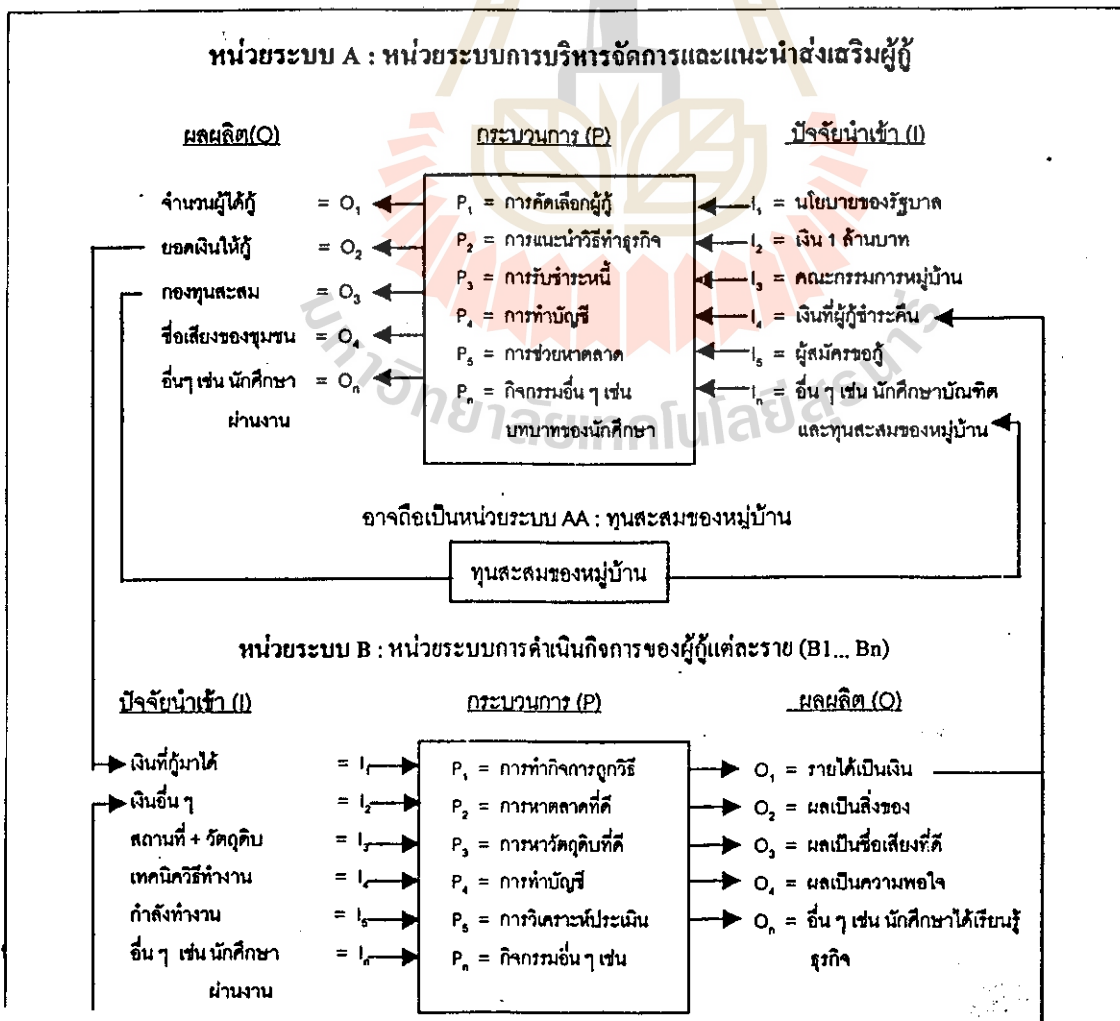 หน่วยระบบ A : หน่วยระบบการบริหารจัดการและแนะนำส่งเสริมผู้กู้
ผลผลิต(O) กระบวนการ (P) ปัจจัยนำเข้า (I)
จำนวนผู้ได้กู้ = O1 P1 = การคัดเลือกผู้กู้ I1 = นโยบายของรัฐบาล
ยอดเงินให้กู้ = O2 P2 = การแนะนำวิธีทำธุรกิจ I2 = เงิน 1 ล้านบาท
กองทุนสะสม = O3 P3 = การรับชำระหนี้ I3 = คณะกรรมการหมู่บ้าน
ชื่อเสียงของชุมชน = O4 P4 = การทำบัญชี I4 = เงินที่ผู้กู้ชำระคืน
P5 = การช่วยหาตลาด I5 = ผู้สมัครขอกู้
อื่นๆ เช่น นักศึกษา = On Pn = กิจกรรมอื่น ๆ เช่น In = อื่น ๆ เช่น นักศึกษาบัณฑิต
ผ่านงาน บทบาทของนักศึกษา และทุนสะสมของหมู่บ้าน
มหาวิทยาลัยเทคโนโลยีสุรนารี
อาจถือเป็นหน่วยระบบ AA : ทุนสะสมของหมู่บ้าน
ทุนสะสมของหมู่บ้าน
หน่วยระบบ B : หน่วยระบบการดำเนินกิจการของผู้กู้แต่ละราย (B1... Bn)
ปัจจัยนำเข้า (I) กระบวนการ (P) ผลผลิต (O)
เงินที่กู้มาได้ = I1 P1 = การทำกิจการถูกวิธี O1 = รายได้เป็นเงิน
เงินอื่น ๆ = I2 P2 = การหาตลาดที่ดี O2 = ผลเป็นสิ่งของ
สถานที่ + วัตถุดิบ = I3 P3 = การหาวัตถุดิบที่ดี O3 = ผลเป็นชื่อเสียงที่ดี
เทคนิควิธีทำงาน = I4 P4 = การทำบัญชี O4 = ผลเป็นความพอใจ
กำลังทำงาน = I5 P5 = การวิเคราะห์ประเมิน On = อื่น ๆ เช่น นักศึกษาได้เรียนรู้
อื่น ๆ เช่น นักศึกษา = In Pn = กิจกรรมอื่น ๆ เช่น ธุรกิจ
ผ่านงาน